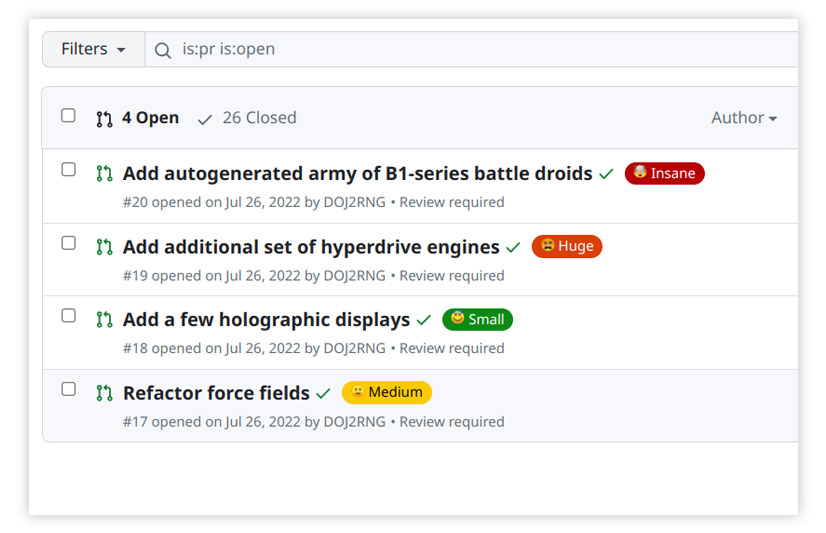 Filters is:pr is:open
4 Open 26 Closed Author
Add autogenerated army of B1-series battle droids 🤯 Insane
#20 opened on Jul 26, 2022 by DOJ2RNG • Review required
Add additional set of hyperdrive engines 😫 Huge
#19 opened on Jul 26, 2022 by DOJ2RNG • Review required
Add a few holographic displays 😇 Small
#18 opened on Jul 26, 2022 by DOJ2RNG • Review required
Refactor force fields 🙂 Medium
#17 opened on Jul 26, 2022 by DOJ2RNG • Review required